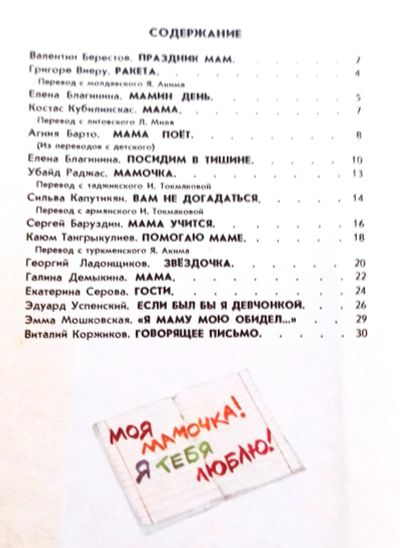 СОДЕРЖАНИЕ
Валентин Берестов. ПРАЗДНИК МАМ. . . . . . . 2
Григоре Виеру. РАКЕТА. . . . . . . . . 4
Перевод с молдавского Я. Акима
Елена Благинина. МАМИН ДЕНЬ. . . . . . . 5
Костас Кубилинскас. МАМА. . . . . . . . 7
Перевод с литовского Л. Миля
Агния Барто. МАМА ПОЁТ. . . . . . . . 8
(Из переводов с детского)
Елена Благинина. ПОСИДИМ В ТИШИНЕ. . . . . 10
Убайд Раджаб. МАМОЧКА. . . . . . . . 13
Перевод с таджикского И. Токмаковой
Сильва Капутикян. ВАМ НЕ ДОГАДАТЬСЯ. . . . . 14
Перевод с армянского И. Токмаковой
Сергей Баруздин. МАМА УЧИТСЯ. . . . . . 16
Каюм Тангрыкулиев. ПОМОГАЮ МАМЕ. . . . . 18
Перевод с туркменского Я. Акима
Георгий Ладонщиков. ЗВЁЗДОЧКА. . . . . . 20
Галина Демыкина. МАМА. . . . . . . . 22
Екатерина Серова. ГОСТИ. . . . . . . . 24
Эдуард Успенский. ЕСЛИ БЫЛ БЫ Я ДЕВЧОНКОЙ. . . . 26
Эмма Мошковская. «Я МАМУ МОЮ ОБИДЕЛ...» . . . 29
Виталий Коржиков. ГОВОРЯЩЕЕ ПИСЬМО. . . . . 30
МОЯ
МАМОЧКА!
Я ТЕБЯ
ЛЮБЛЮ!